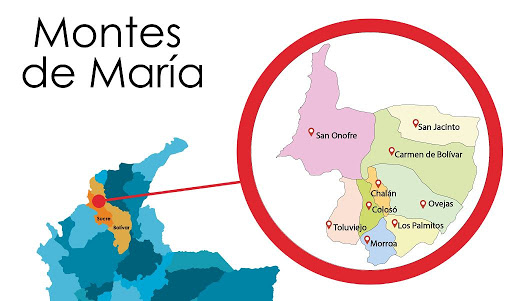 Montes
de María
San Onofre
San Jacinto
Carmen de Bolívar
Chalán
Colosó
Ovejas
Toluviejo
Los Palmitos
Morroa
Sucre
Bolívar